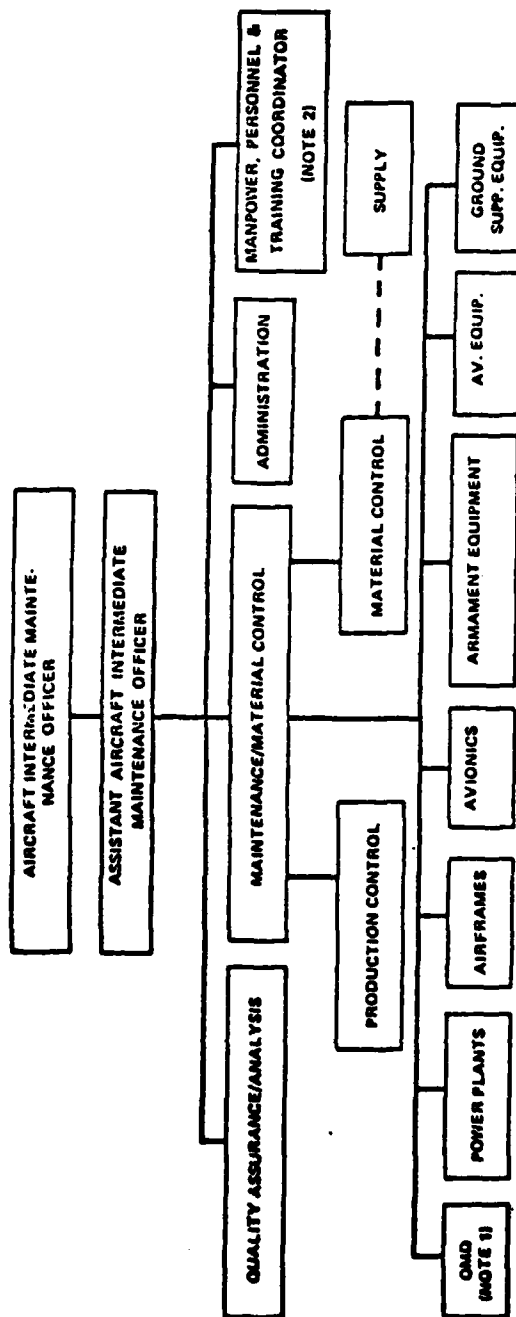 AIRCRAFT INTERMEDIATE MAINTE-
NANCE OFFICER
ASSISTANT AIRCRAFT INTERMEDIATE
MAINTENANCE OFFICER
QUALITY ASSURANCE/ANALYSIS
MAINTENANCE/MATERIAL CONTROL
ADMINISTRATION
MANPOWER, PERSONNEL &
TRAINING COORDINATOR
(NOTE 2)
PRODUCTION CONTROL
MATERIAL CONTROL
SUPPLY
OMD
(NOTE 1)
POWER PLANTS
AIRFRAMES
AVIONICS
ARMAMENT EQUIPMENT
AV. EQUIP.
GROUND
SUPP. EQUIP.